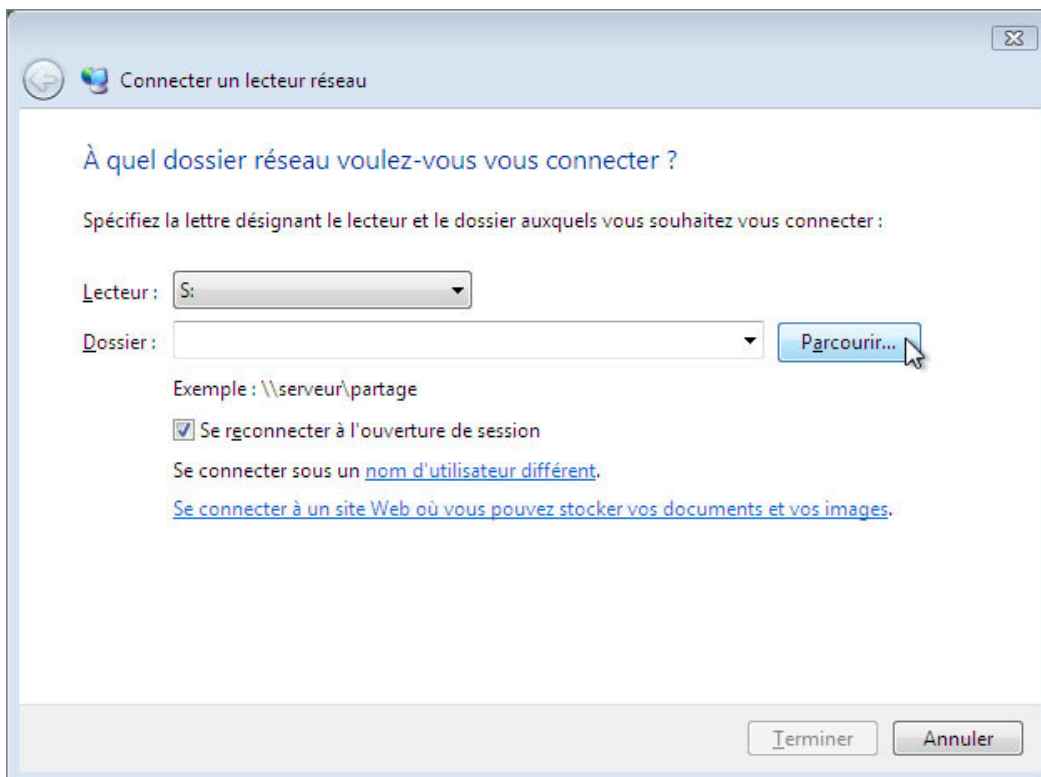 Connecter un lecteur réseau
À quel dossier réseau voulez-vous vous connecter ?
Spécifiez la lettre désignant le lecteur et le dossier auxquels vous souhaitez vous connecter :
Lecteur : S:
Dossier : Parcourir...
Exemple : \\serveur\partage
Se reconnecter à l'ouverture de session
Se connecter sous un nom d'utilisateur différent.
Se connecter à un site Web où vous pouvez stocker vos documents et vos images.
Terminer Annuler